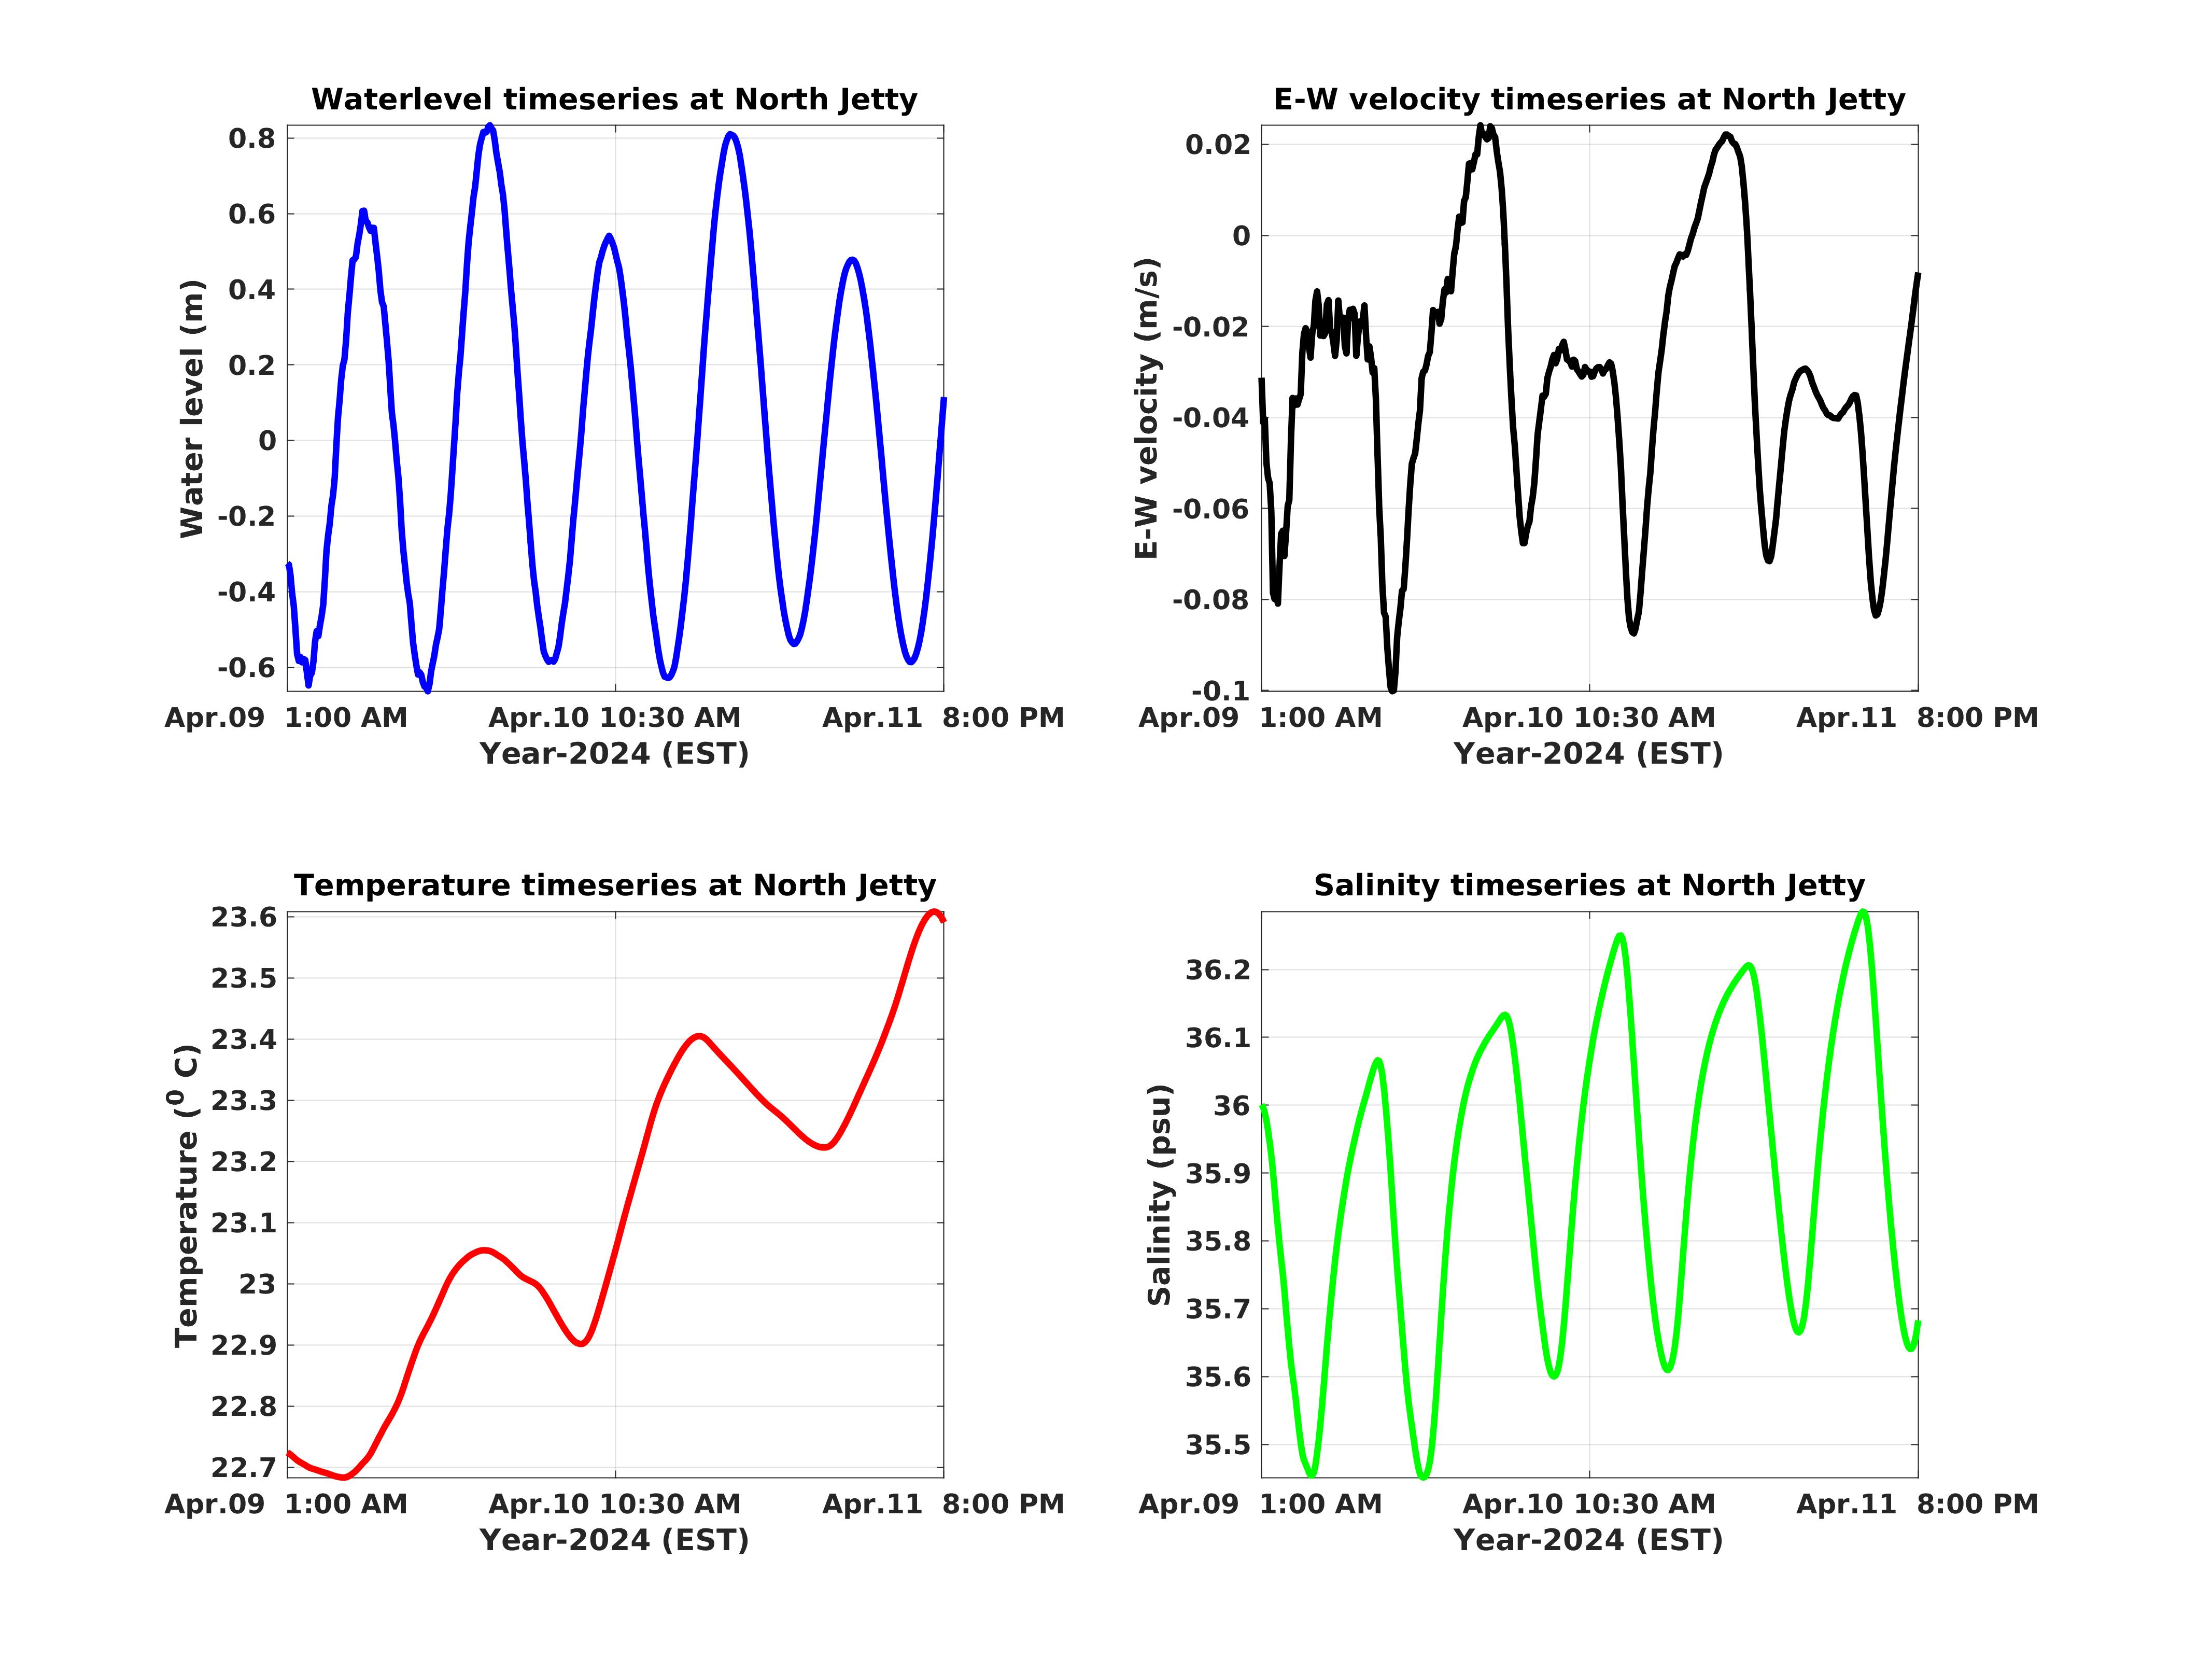 Waterlevel timeseries at North Jetty
0.8
0.6
0.4
0.2
0
-0.2
-0.4
-0.6
Water level (m)
Apr.09 1:00 AM
Apr.10 10:30 AM
Apr.11 8:00 PM
Year-2024 (EST)
E-W velocity timeseries at North Jetty
0.02
0
-0.02
-0.04
-0.06
-0.08
-0.1
E-W velocity (m/s)
Apr.09 1:00 AM
Apr.10 10:30 AM
Apr.11 8:00 PM
Year-2024 (EST)
Temperature timeseries at North Jetty
23.6
23.5
23.4
23.3
23.2
23.1
23
22.9
22.8
22.7
Temperature (⁰ C)
Apr.09 1:00 AM
Apr.10 10:30 AM
Apr.11 8:00 PM
Year-2024 (EST)
Salinity timeseries at North Jetty
36.2
36.1
36
35.9
35.8
35.7
35.6
35.5
Salinity (psu)
Apr.09 1:00 AM
Apr.10 10:30 AM
Apr.11 8:00 PM
Year-2024 (EST)